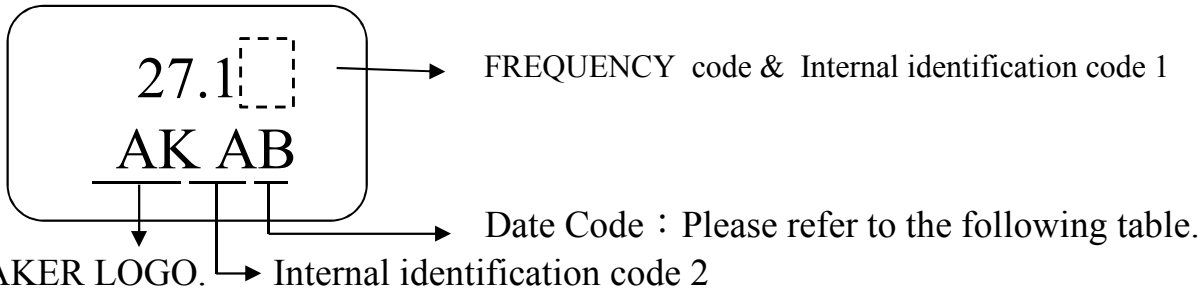 27.1
FREQUENCY code & Internal identification code 1
AK AB
Date Code：Please refer to the following table.
AKER LOGO.
Internal identification code 2